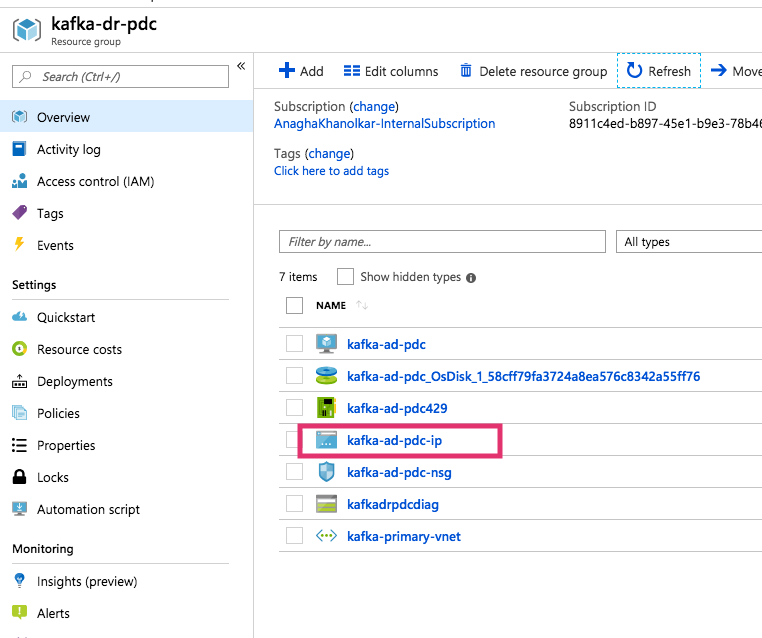 kafka-dr-pdc
Resource group
Search (Ctrl+/)
«
Overview
Activity log
Access control (IAM)
Tags
Events
Settings
Quickstart
Resource costs
Deployments
Policies
Properties
Locks
Automation script
Monitoring
Insights (preview)
Alerts
Add
Edit columns
Delete resource group
Refresh
Move
Subscription (change)
AnaghaKhanolkar-InternalSubscription
Subscription ID
8911c4ed-b897-45e1-b9e3-78b46
Tags (change)
Click here to add tags
Filter by name...
All types
7 items
Show hidden types
NAME
kafka-ad-pdc
kafka-ad-pdc_OsDisk_1_58cff79fa3724a8ea576c8342a55ff76
kafka-ad-pdc429
kafka-ad-pdc-ip
kafka-ad-pdc-nsg
kafkadrpdcdiag
kafka-primary-vnet